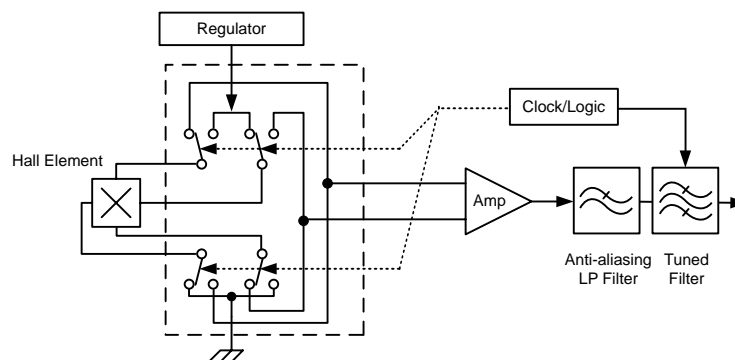 Regulator
Clock/Logic
Hall Element
Amp
Anti-aliasing
LP Filter
Tuned
Filter